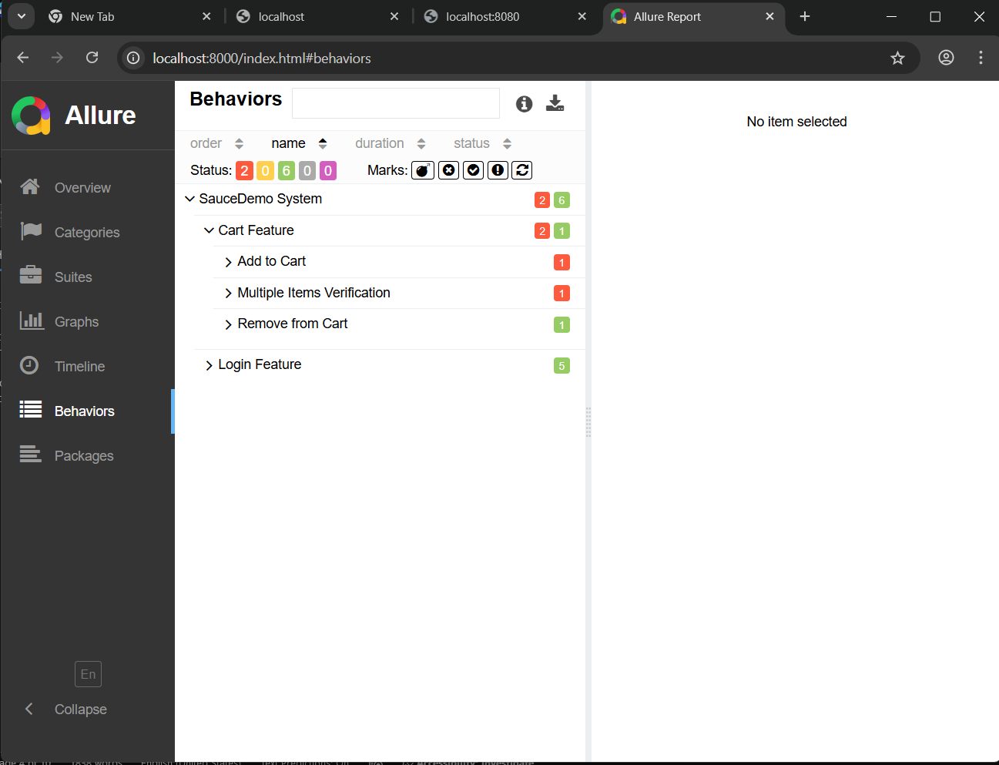 New Tab
localhost
localhost:8080
Allure Report
localhost:8000/index.html#behaviors
Allure
Overview
Categories
Suites
Graphs
Timeline
Behaviors
Packages
En
Collapse
Behaviors
order name duration status
Status: 2 0 6 0 0 Marks:
SauceDemo System 2 6
Cart Feature 2 1
Add to Cart 1
Multiple Items Verification 1
Remove from Cart 1
Login Feature 5
No item selected